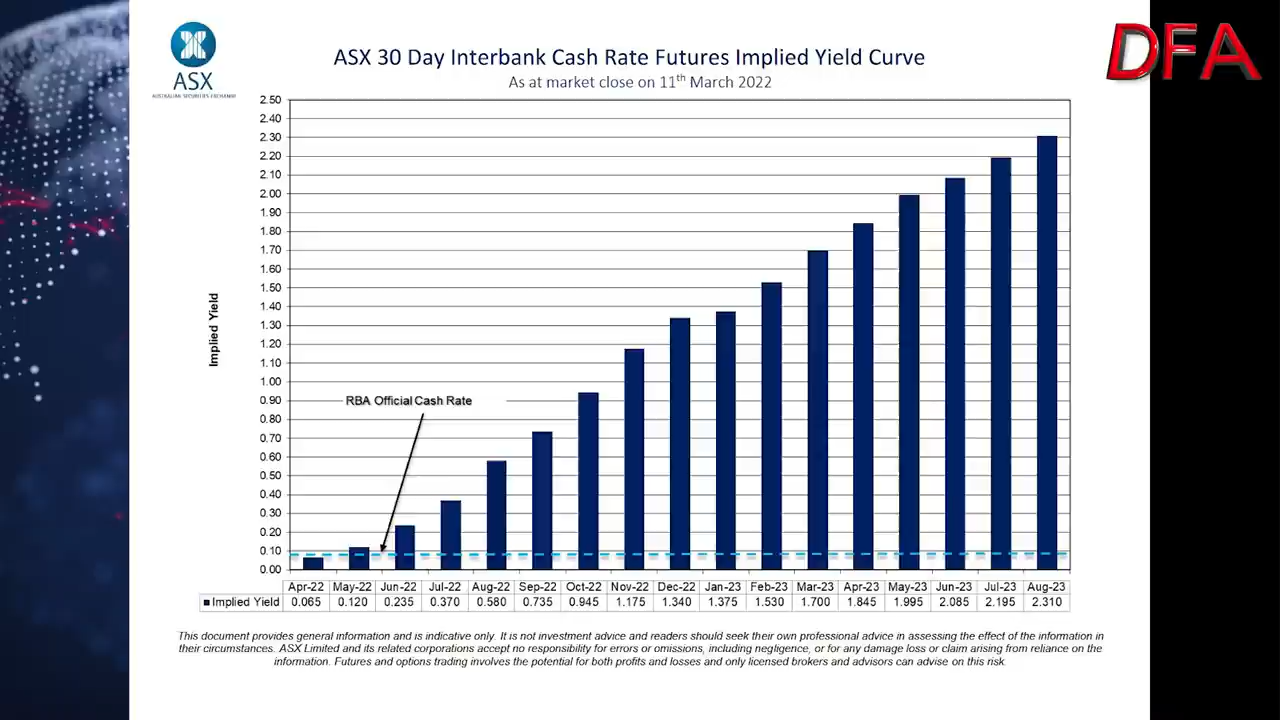 DFA
ASX
AUSTRALIAN SECURITIES EXCHANGE
ASX 30 Day Interbank Cash Rate Futures Implied Yield Curve
As at market close on 11th March 2022
2.50
2.40
2.30
2.20
2.10
2.00
1.90
1.80
1.70
1.60
1.50
1.40
1.30
1.20
1.10
1.00
0.90
0.80
0.70
0.60
0.50
0.40
0.30
0.20
0.10
0.00
Implied Yield
RBA Official Cash Rate
Apr-22 May-22 Jun-22 Jul-22 Aug-22 Sep-22 Oct-22 Nov-22 Dec-22 Jan-23 Feb-23 Mar-23 Apr-23 May-23 Jun-23 Jul-23 Aug-23
Implied Yield 0.065 0.120 0.235 0.370 0.580 0.735 0.945 1.175 1.340 1.375 1.530 1.700 1.845 1.995 2.085 2.195 2.310
This document provides general information and is indicative only. It is not investment advice and readers should seek their own professional advice in assessing the effect of the information in
their circumstances. ASX Limited and its related corporations accept no responsibility for errors or omissions, including negligence, or for any damage loss or claim arising from reliance on the
information. Futures and options trading involves the potential for both profits and losses and only licensed brokers and advisors can advise on this risk.